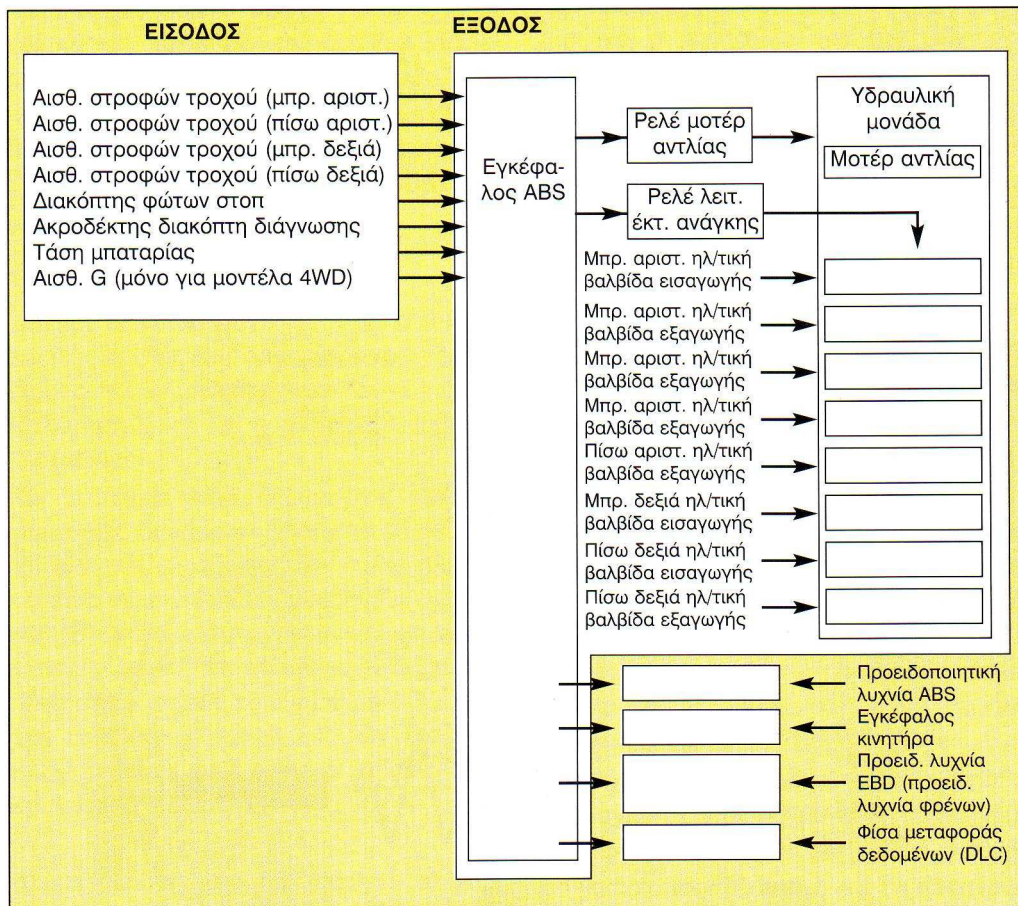 ΕΙΣΟΔΟΣ
ΕΞΟΔΟΣ
Αισθ. στροφών τροχού (μπρ. αριστ.)
Αισθ. στροφών τροχού (πίσω αριστ.)
Αισθ. στροφών τροχού (μπρ. δεξιά)
Αισθ. στροφών τροχού (πίσω δεξιά)
Διακόπτης φώτων στοπ
Ακροδέκτης διακόπτη διάγνωσης
Τάση μπαταρίας
Αισθ. G (μόνο για μοντέλα 4WD)
Εγκέφα-
λος ABS
Ρελέ μοτέρ
αντλίας
Ρελέ λειτ.
έκτ. ανάγκης
Υδραυλική
μονάδα
Μοτέρ αντλίας
Μπρ. αριστ. ηλ/τική
βαλβίδα εισαγωγής
Μπρ. αριστ. ηλ/τική
βαλβίδα εξαγωγής
Μπρ. αριστ. ηλ/τική
βαλβίδα εξαγωγής
Μπρ. αριστ. ηλ/τική
βαλβίδα εξαγωγής
Πίσω αριστ. ηλ/τική
βαλβίδα εξαγωγής
Μπρ. δεξιά ηλ/τική
βαλβίδα εισαγωγής
Πίσω δεξιά ηλ/τική
βαλβίδα εισαγωγής
Πίσω δεξιά ηλ/τική
βαλβίδα εξαγωγής
Προειδοποιητική
λυχνία ABS
Εγκέφαλος
κινητήρα
Προειδ. λυχνία
EBD (προειδ.
λυχνία φρένων)
Φίσα μεταφοράς
δεδομένων (DLC)